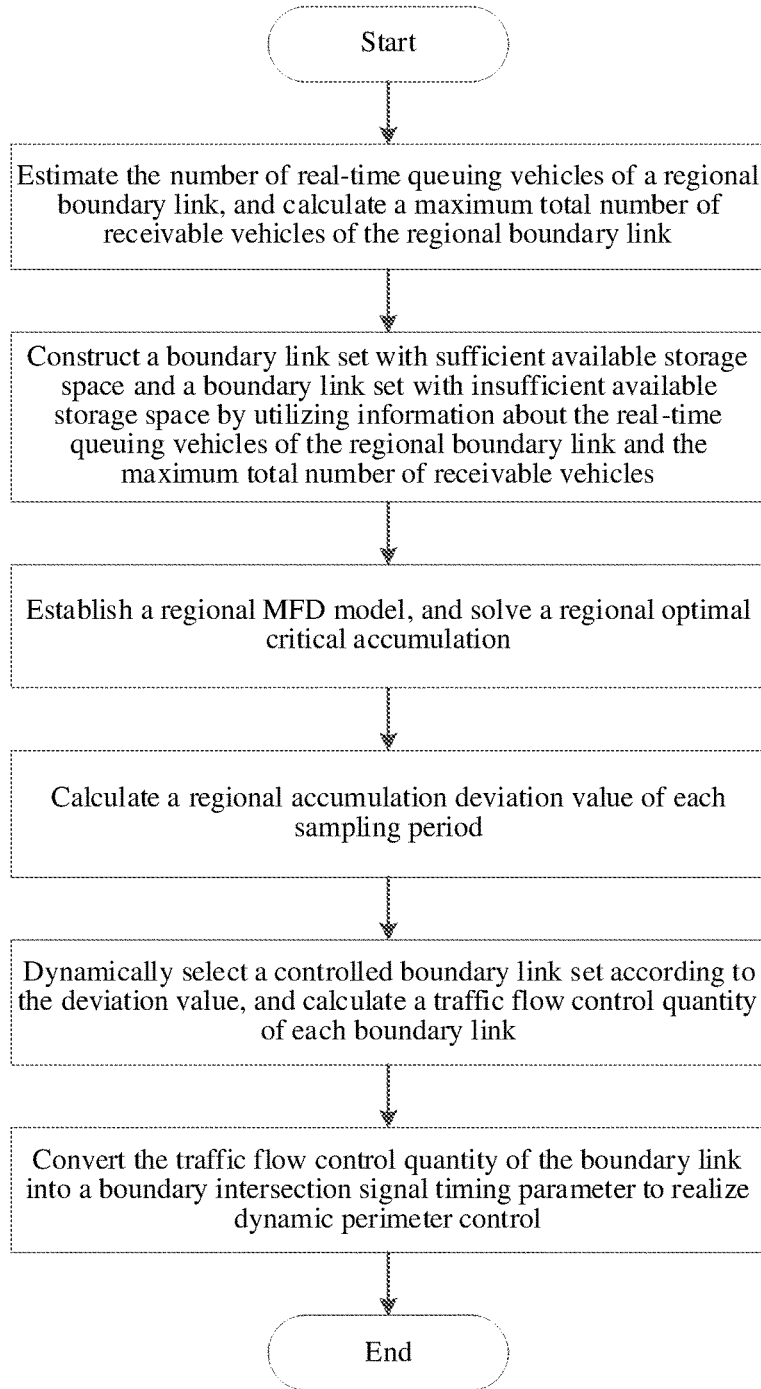 Start
Estimate the number of real-time queuing vehicles of a regional
boundary link, and calculate a maximum total number of
receivable vehicles of the regional boundary link
Construct a boundary link set with sufficient available storage
space and a boundary link set with insufficient available
storage space by utilizing information about the real-time
queuing vehicles of the regional boundary link and the
maximum total number of receivable vehicles
Establish a regional MFD model, and solve a regional optimal
critical accumulation
Calculate a regional accumulation deviation value of each
sampling period
Dynamically select a controlled boundary link set according to
the deviation value, and calculate a traffic flow control quantity
of each boundary link
Convert the traffic flow control quantity of the boundary link
into a boundary intersection signal timing parameter to realize
dynamic perimeter control
End